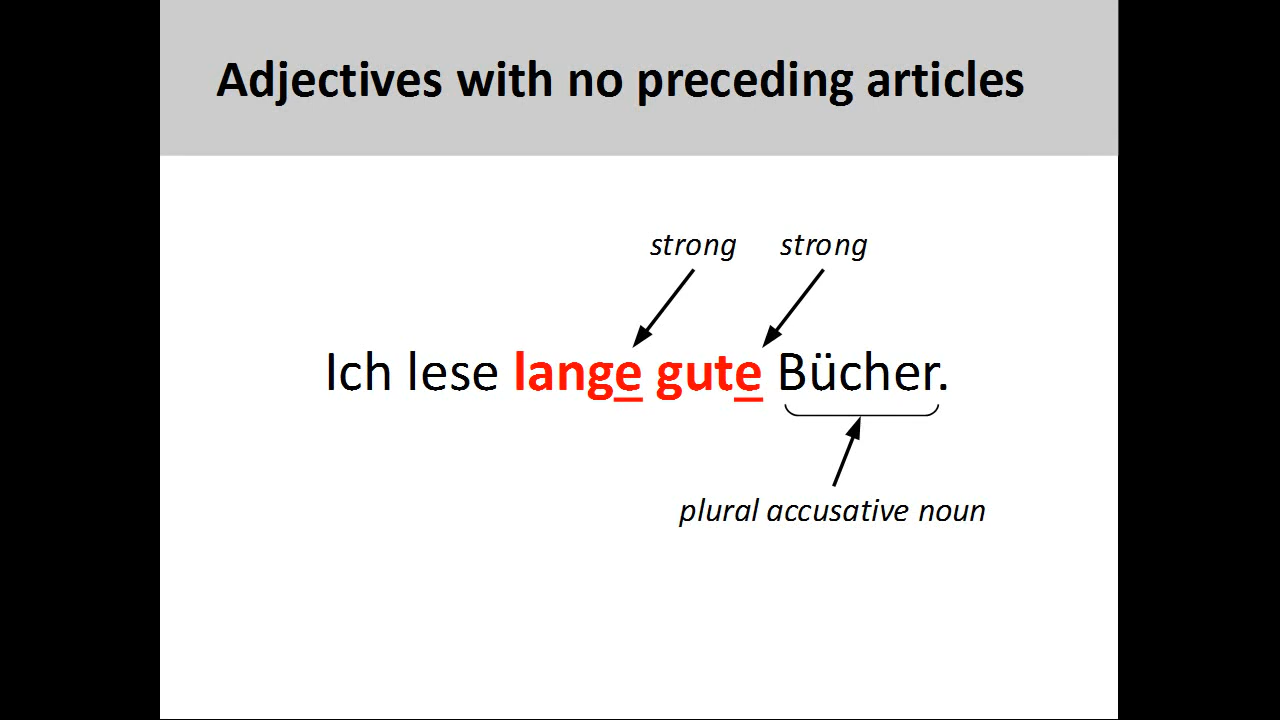 Adjectives with no preceding articles
strong strong
Ich lese lange gute Bücher.
plural accusative noun